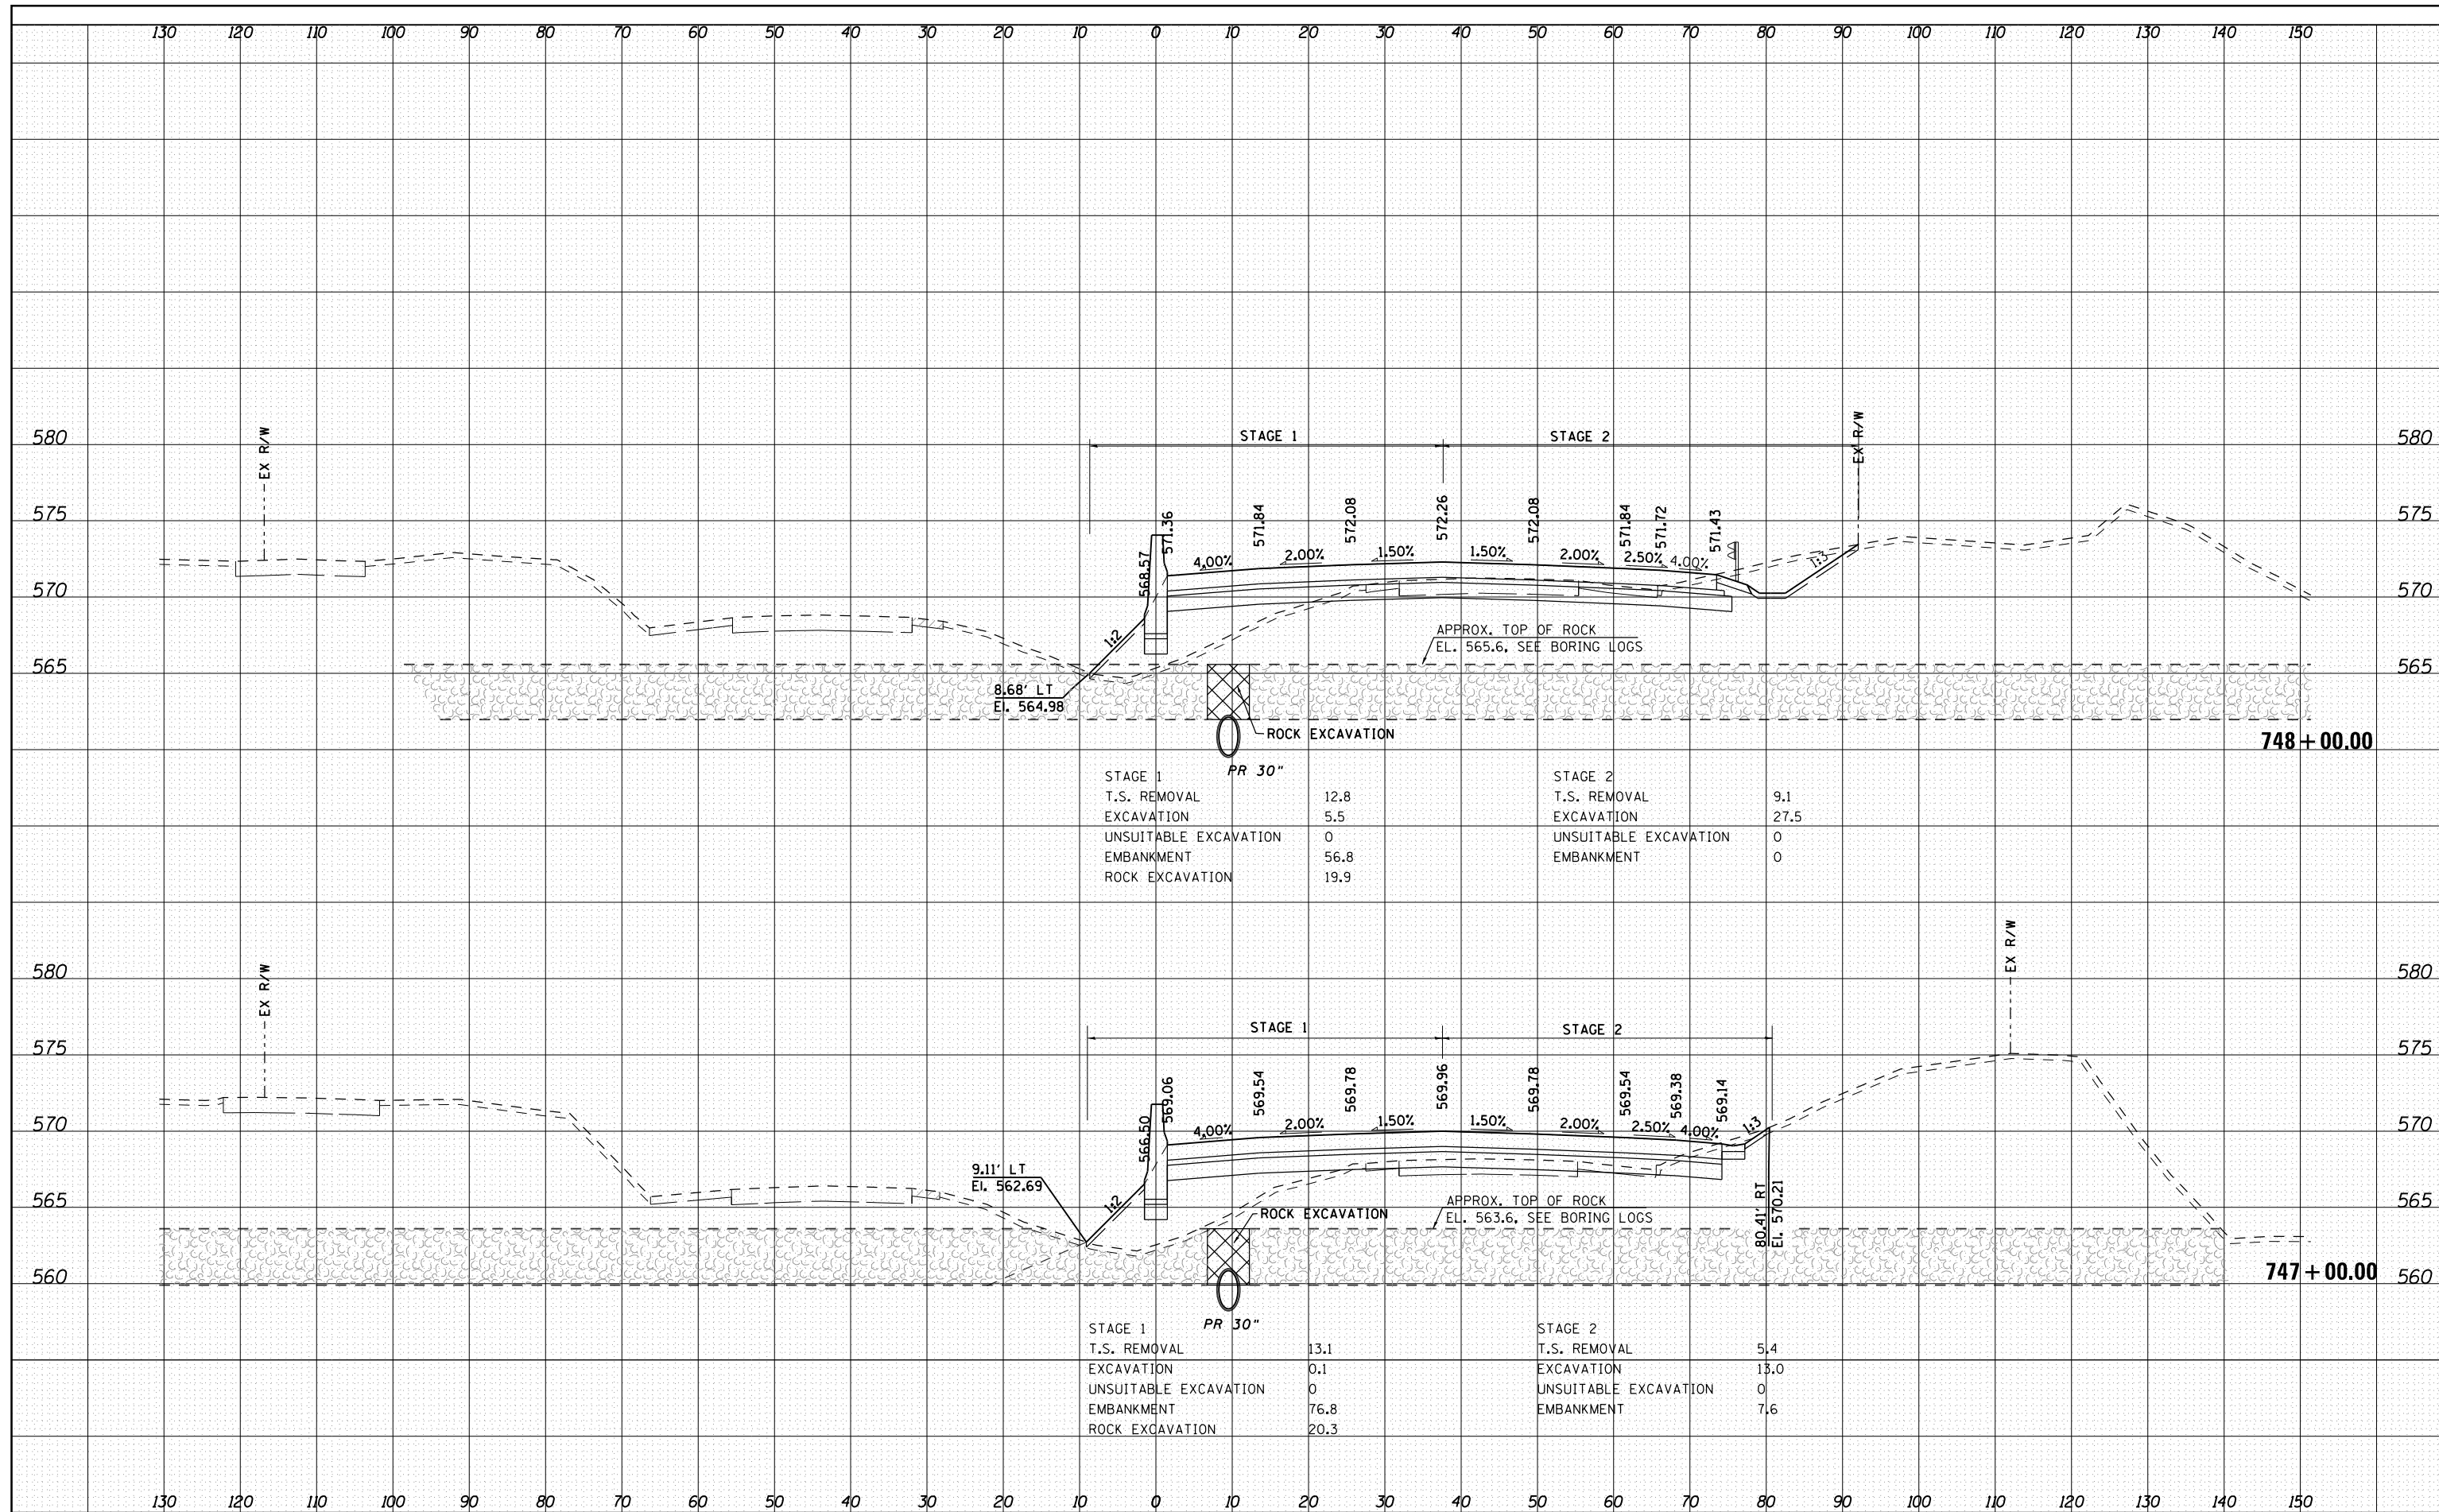 130 120 110 100 90 80 70 60 50 40 30 20 10 0 10 20 30 40 50 60 70 80 90 100 110 120 130 140 150
580 580
575 575
570 570
565 565
EX R/W
EX R/W
STAGE 1
STAGE 2
568.57
571.36
571.84
572.08
572.26
572.08
571.84
571.72
571.43
4.00%
2.00%
1.50%
1.50%
2.00%
2.50%
4.00%
1:2
1:3
APPROX. TOP OF ROCK
EL. 565.6, SEE BORING LOGS
8.68' LT
El. 564.98
ROCK EXCAVATION
PR 30"
748+00.00
STAGE 1
T.S. REMOVAL 12.8
EXCAVATION 5.5
UNSUITABLE EXCAVATION 0
EMBANKMENT 56.8
ROCK EXCAVATION 19.9
STAGE 2
T.S. REMOVAL 9.1
EXCAVATION 27.5
UNSUITABLE EXCAVATION 0
EMBANKMENT 0
580 580
575 575
570 570
565 565
560 560
EX R/W
EX R/W
STAGE 1
STAGE 2
566.50
569.06
569.54
569.78
569.96
569.78
569.54
569.38
569.14
4.00%
2.00%
1.50%
1.50%
2.00%
2.50%
4.00%
1:3
1:2
9.11' LT
El. 562.69
80.41' RT
El. 570.21
APPROX. TOP OF ROCK
EL. 563.6, SEE BORING LOGS
ROCK EXCAVATION
PR 30"
747+00.00
STAGE 1
T.S. REMOVAL 13.1
EXCAVATION 0.1
UNSUITABLE EXCAVATION 0
EMBANKMENT 76.8
ROCK EXCAVATION 20.3
STAGE 2
T.S. REMOVAL 5.4
EXCAVATION 13.0
UNSUITABLE EXCAVATION 0
EMBANKMENT 7.6
130 120 110 100 90 80 70 60 50 40 30 20 10 0 10 20 30 40 50 60 70 80 90 100 110 120 130 140 150